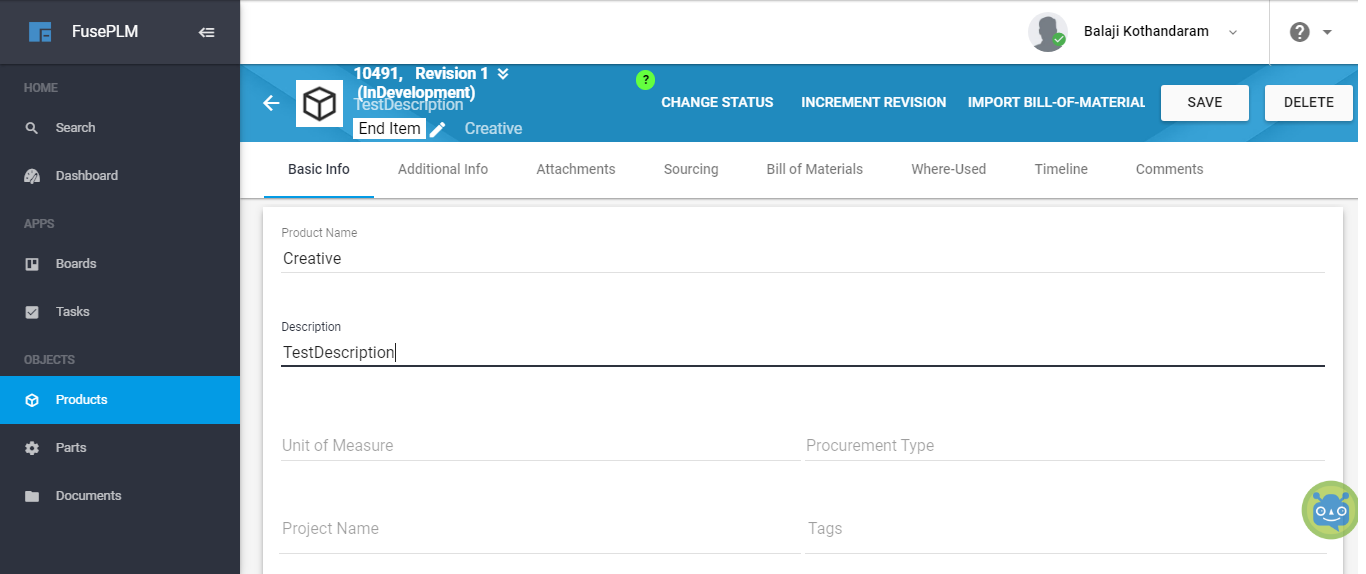 FusePLM
HOME
Search
Dashboard
APPS
Boards
Tasks
OBJECTS
Products
Parts
Documents
Balaji Kothandaram
?
10491, Revision 1
(InDevelopment)
TestDescription
End Item Creative
?
CHANGE STATUS INCREMENT REVISION IMPORT BILL-OF-MATERIAL SAVE DELETE
Basic Info Additional Info Attachments Sourcing Bill of Materials Where-Used Timeline Comments
Product Name
Creative
Description
TestDescription
Unit of Measure Procurement Type
Project Name Tags